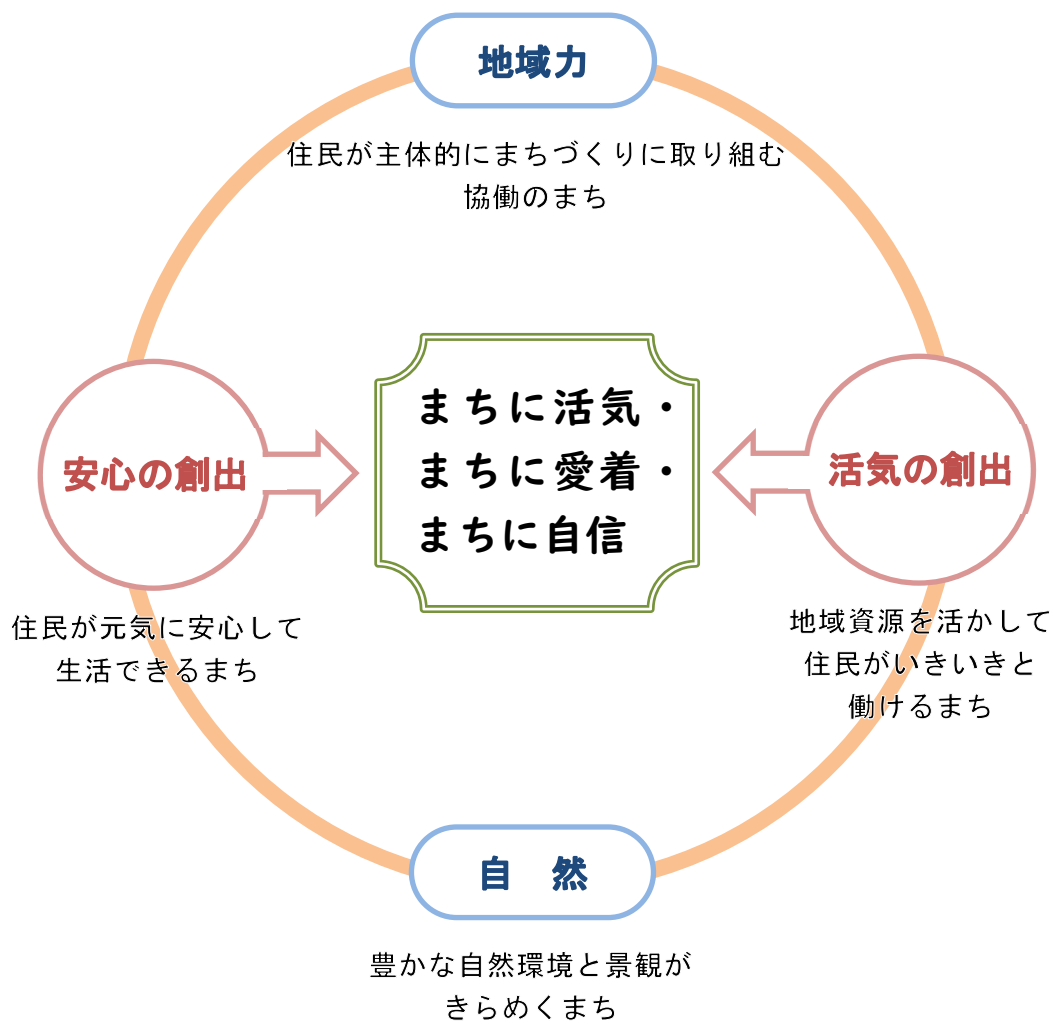 地域力
住民が主体的にまちづくりに取り組む
協働のまち
まちに活気・
まちに愛着・
まちに自信
安心の創出
住民が元気に安心して
生活できるまち
活気の創出
地域資源を活かして
住民がいきいきと
働けるまち
自　然
豊かな自然環境と景観が
きらめくまち